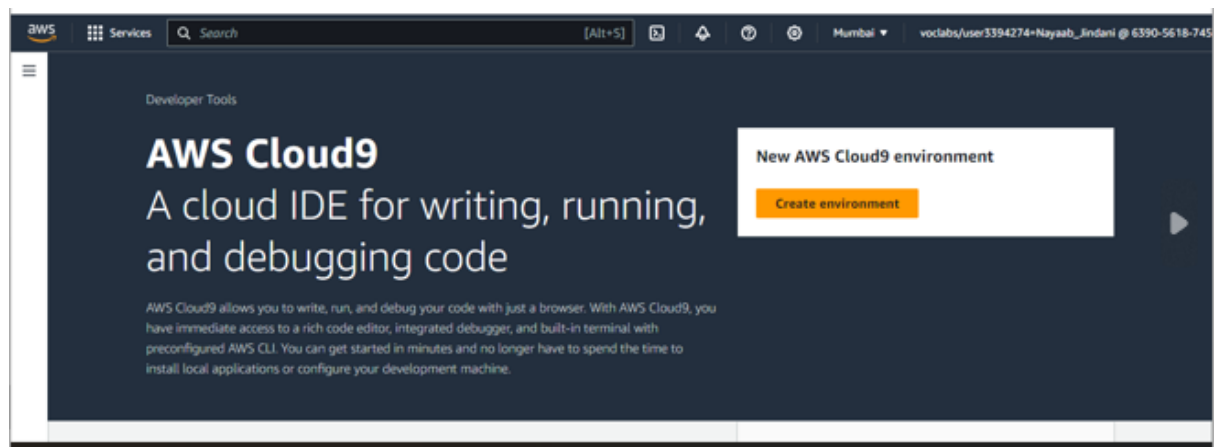 aws
Services
Search
[Alt+S]
Mumbai
voclabs/user3394274=Nayaab_Jindani @ 6390-5618-745
Developer Tools
AWS Cloud9
A cloud IDE for writing, running,
and debugging code
AWS Cloud9 allows you to write, run, and debug your code with just a browser. With AWS Cloud9, you
have immediate access to a rich code editor, integrated debugger, and built-in terminal with
preconfigured AWS CLI. You can get started in minutes and no longer have to spend the time to
install local applications or configure your development machine.
New AWS Cloud9 environment
Create environment